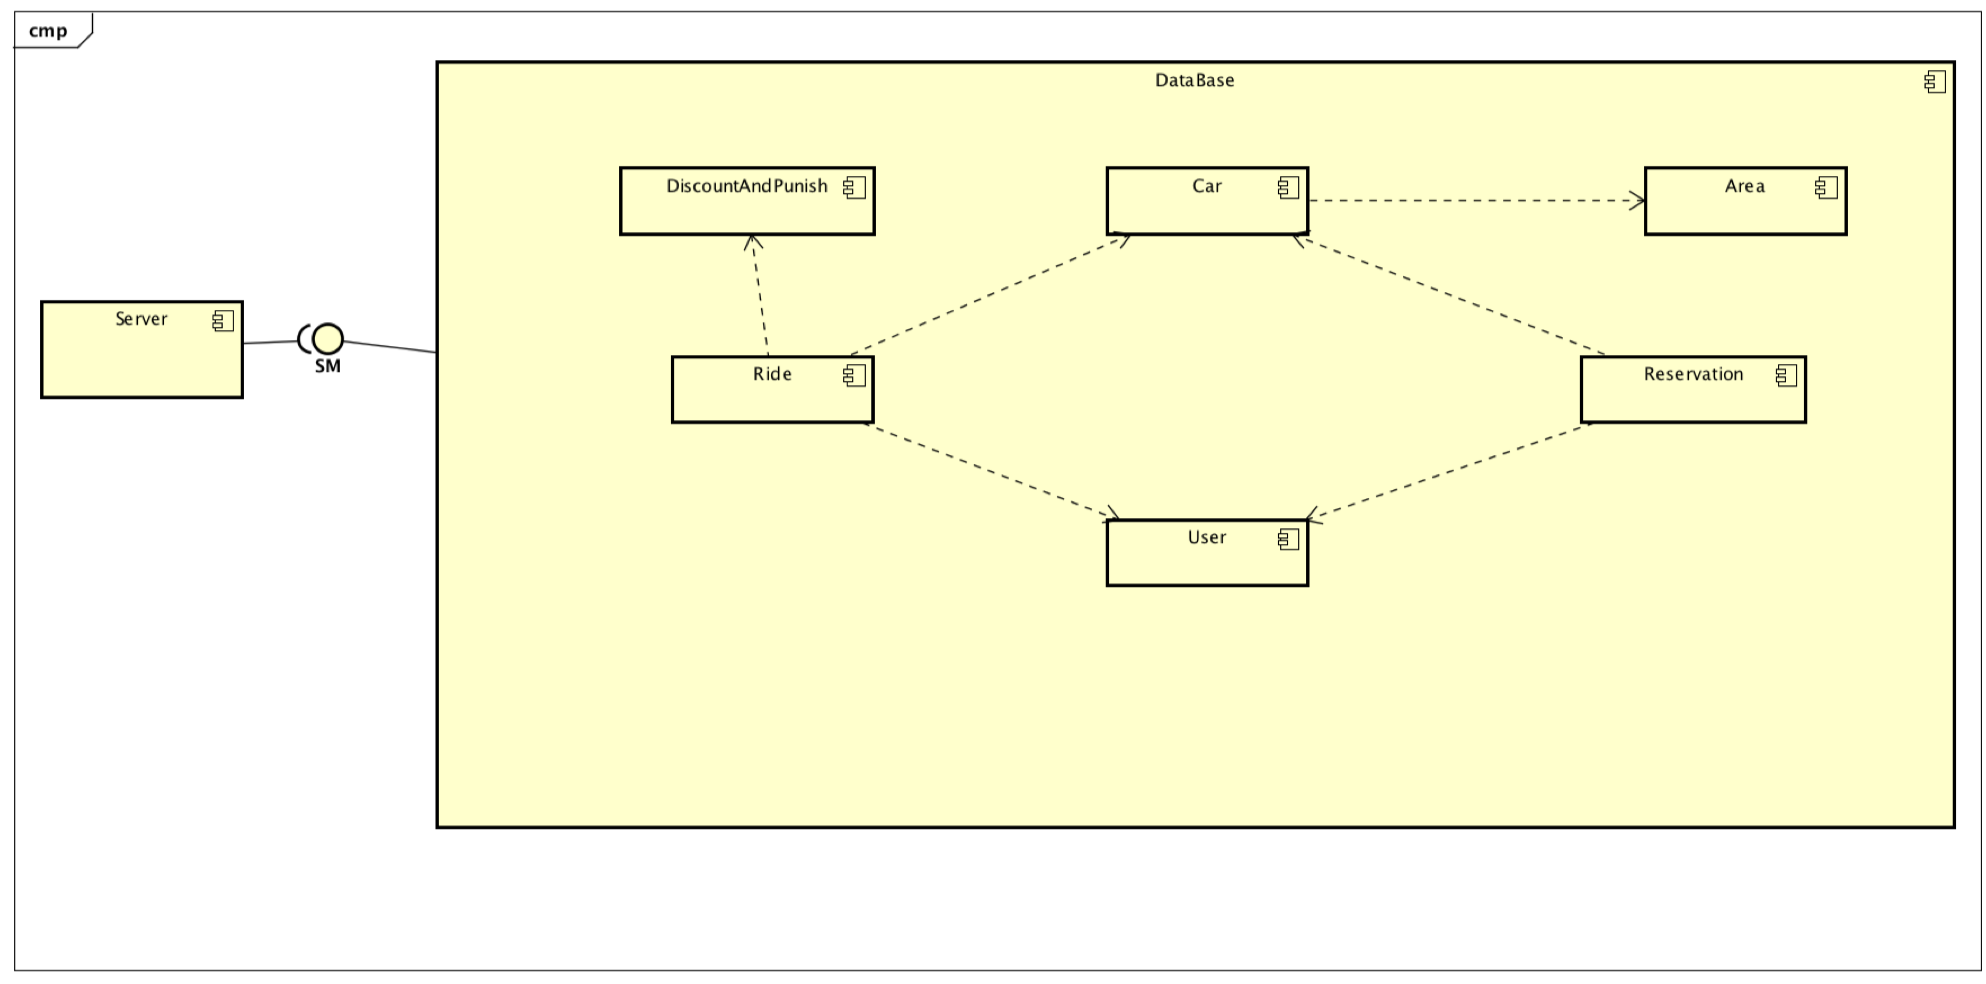 cmp
DataBase
DiscountAndPunish
Car
Area
Server
SM
Ride
Reservation
User